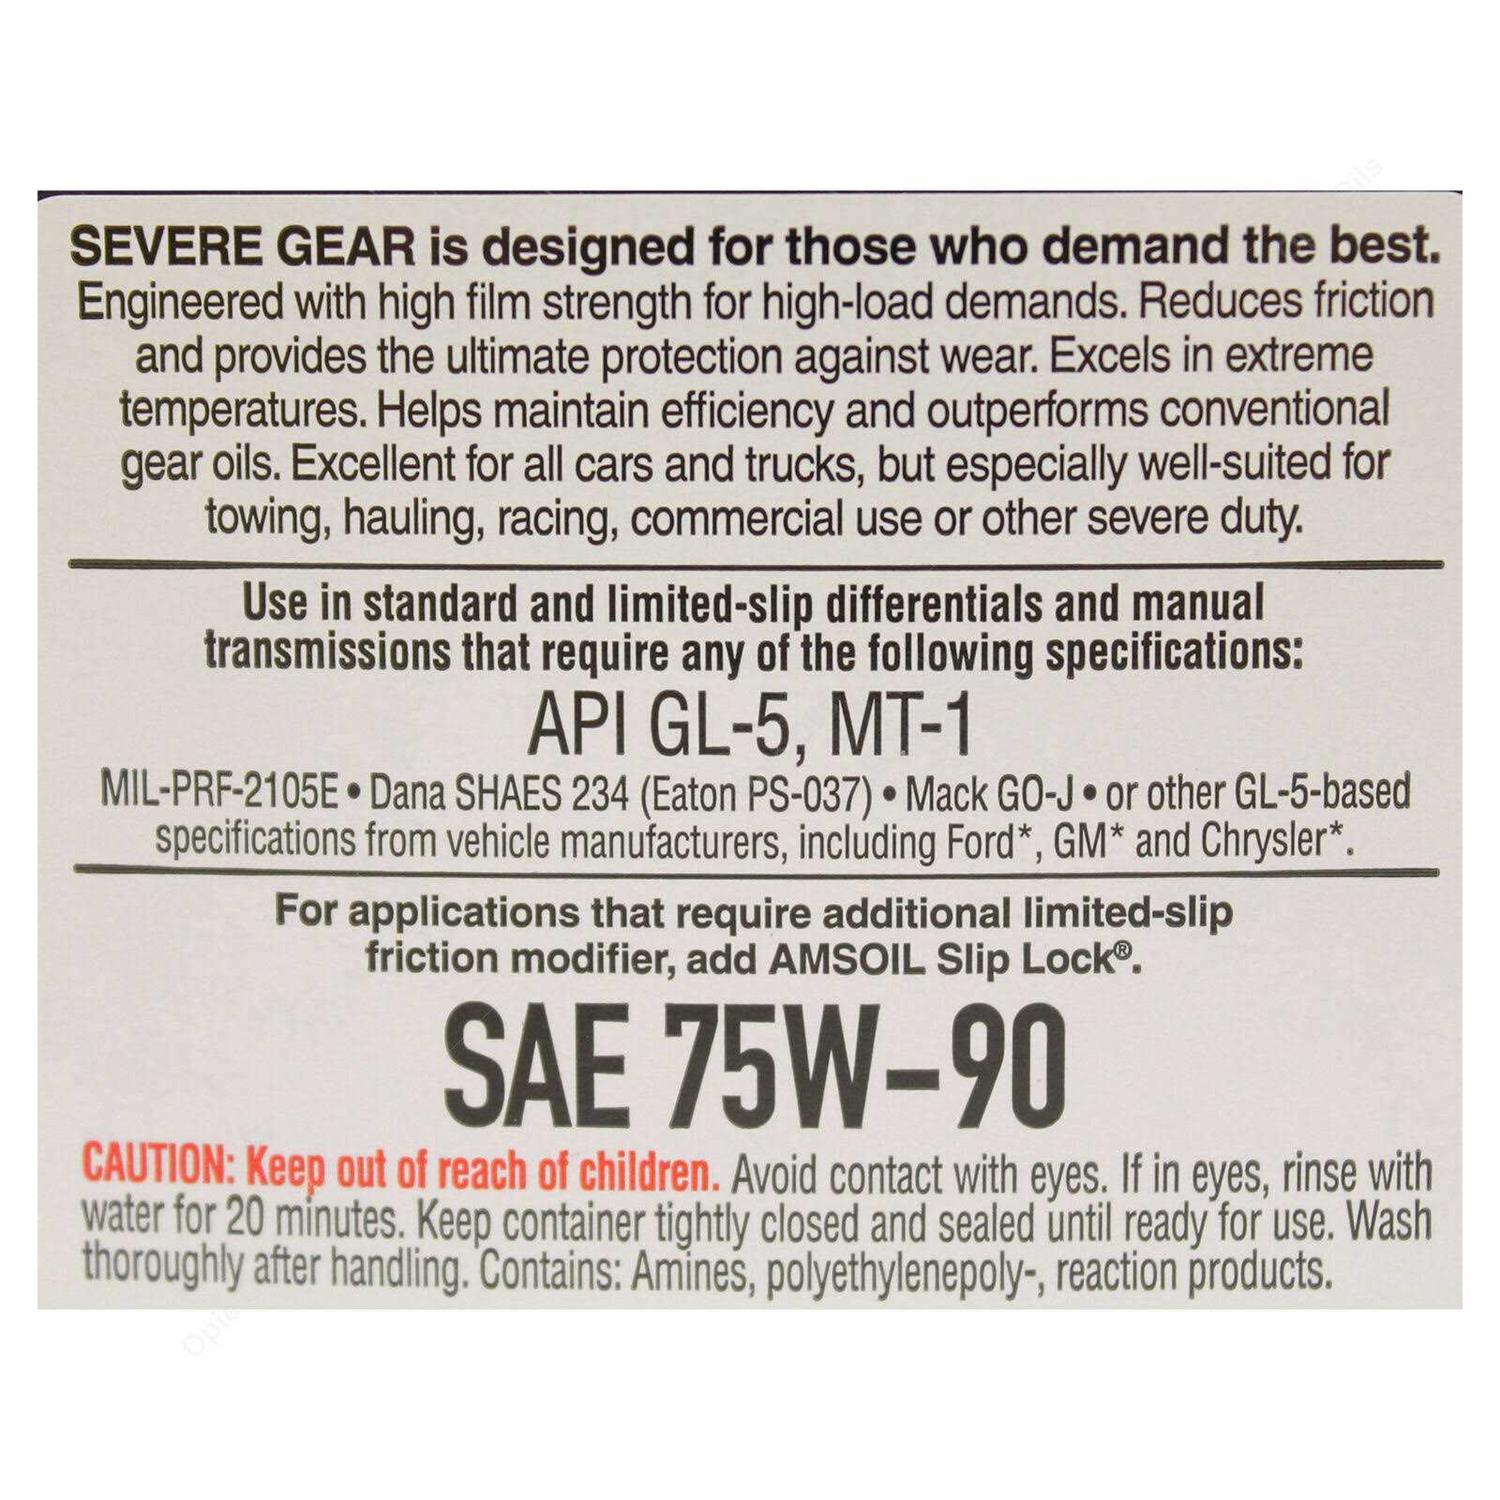 SEVERE GEAR is designed for those who demand the best.
Engineered with high film strength for high-load demands. Reduces friction
and provides the ultimate protection against wear. Excels in extreme
temperatures. Helps maintain efficiency and outperforms conventional
gear oils. Excellent for all cars and trucks, but especially well-suited for
towing, hauling, racing, commercial use or other severe duty.
Use in standard and limited-slip differentials and manual
transmissions that require any of the following specifications:
API GL-5, MT-1
MIL-PRF-2105E • Dana SHAES 234 (Eaton PS-037) • Mack GO-J • or other GL-5-based
specifications from vehicle manufacturers, including Ford*, GM* and Chrysler*.
For applications that require additional limited-slip
friction modifier, add AMSOIL Slip Lock®.
SAE 75W-90
CAUTION: Keep out of reach of children. Avoid contact with eyes. If in eyes, rinse with
water for 20 minutes. Keep container tightly closed and sealed until ready for use. Wash
thoroughly after handling. Contains: Amines, polyethylenepoly-, reaction products.